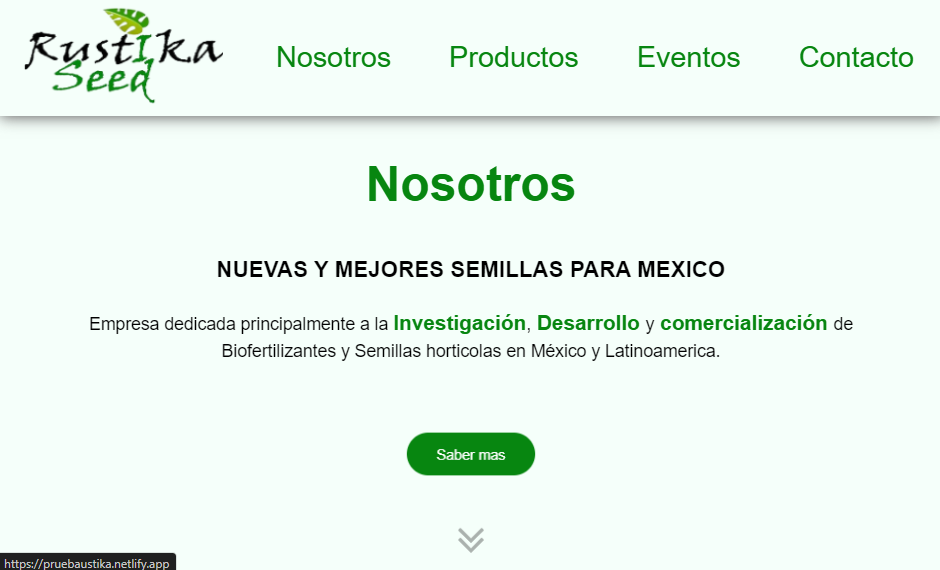 RustIka
Seed
Nosotros Productos Eventos Contacto
Nosotros
NUEVAS Y MEJORES SEMILLAS PARA MEXICO
Empresa dedicada principalmente a la Investigación, Desarrollo y comercialización de
Biofertilizantes y Semillas horticolas en México y Latinoamerica.
Saber mas
https://pruebaustika.netlify.app